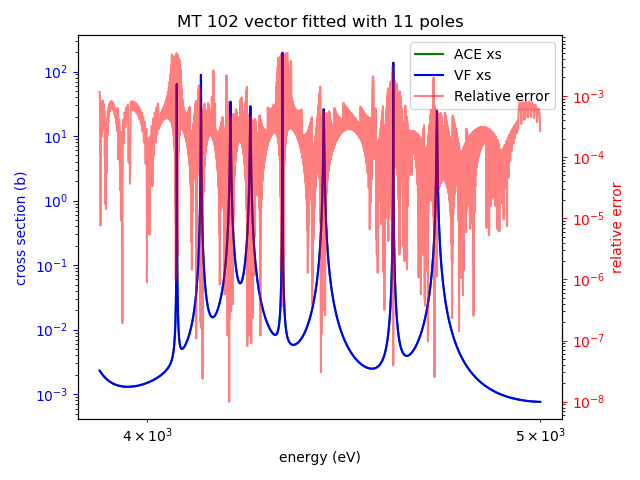 MT 102 vector fitted with 11 poles
ACE xs
VF xs
Relative error
cross section (b)
10²
10¹
10⁰
10⁻¹
10⁻²
10⁻³
10⁻³
10⁻⁴
10⁻⁵
10⁻⁶
10⁻⁷
10⁻⁸
relative error
4 × 10³
5 × 10³
energy (eV)